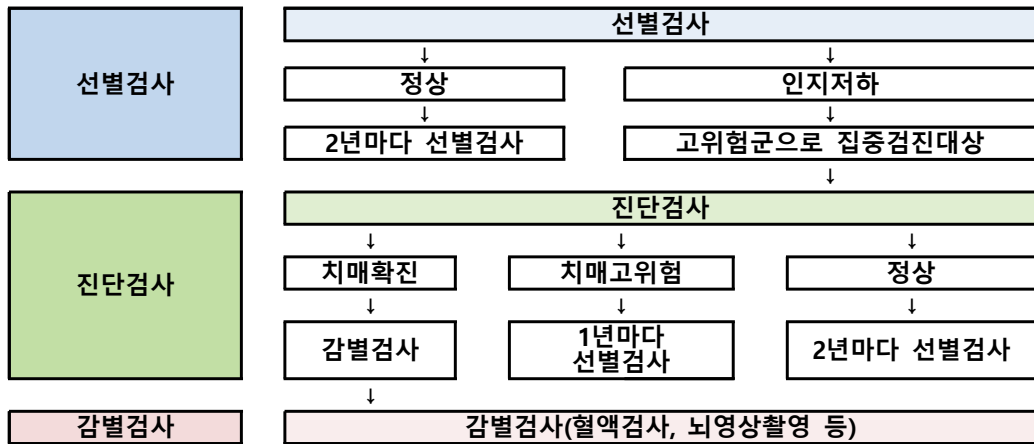 선별검사
선별검사
↓ ↓
정상 인지저하
↓ ↓
2년마다 선별검사 고위험군으로 집중검진대상
↓
진단검사
진단검사
↓ ↓ ↓
치매확진 치매고위험 정상
↓ ↓ ↓
감별검사 1년마다 2년마다 선별검사
선별검사
↓
감별검사 감별검사(혈액검사, 뇌영상촬영 등)